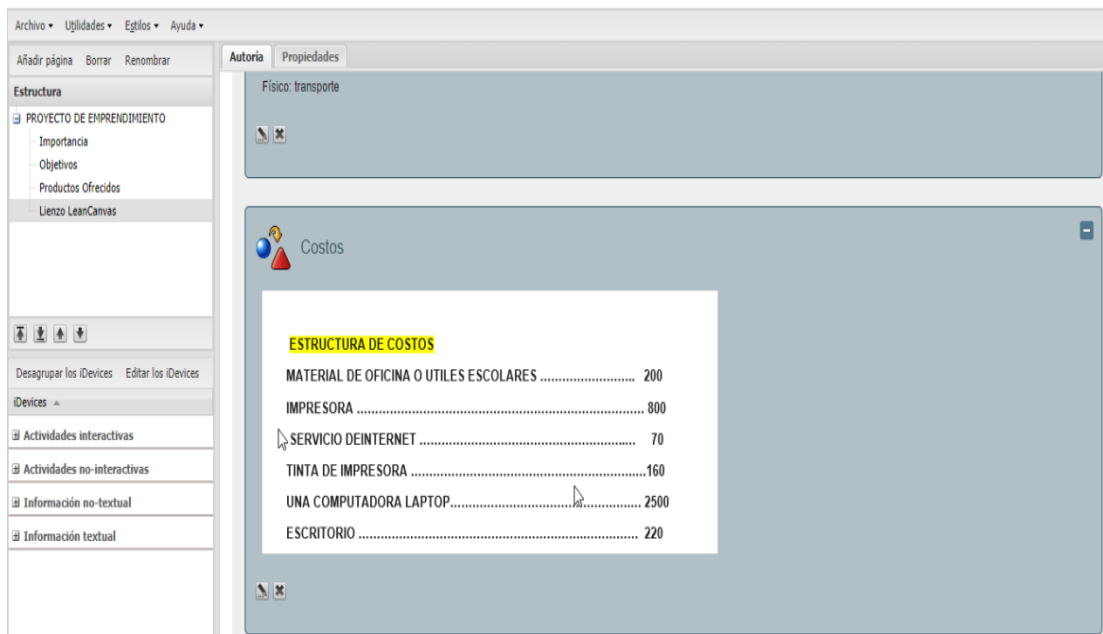 Archivo Utilidades Estilos Ayuda
Añadir página Borrar Renombrar
Estructura
PROYECTO DE EMPRENDIMIENTO
Importancia
Objetivos
Productos Ofrecidos
Lienzo LeanCanvas
Desagrupar los iDevices Editar los iDevices
iDevices
Actividades interactivas
Actividades no-interactivas
Información no-textual
Información textual
Autoría Propiedades
Físico: transporte
Costos
ESTRUCTURA DE COSTOS
MATERIAL DE OFICINA O UTILES ESCOLARES .......................... 200
IMPRESORA ............................................................................... 800
SERVICIO DEINTERNET ........................................................... 70
TINTA DE IMPRESORA ................................................................160
UNA COMPUTADORA LAPTOP..................................................... 2500
ESCRITORIO ............................................................................ 220